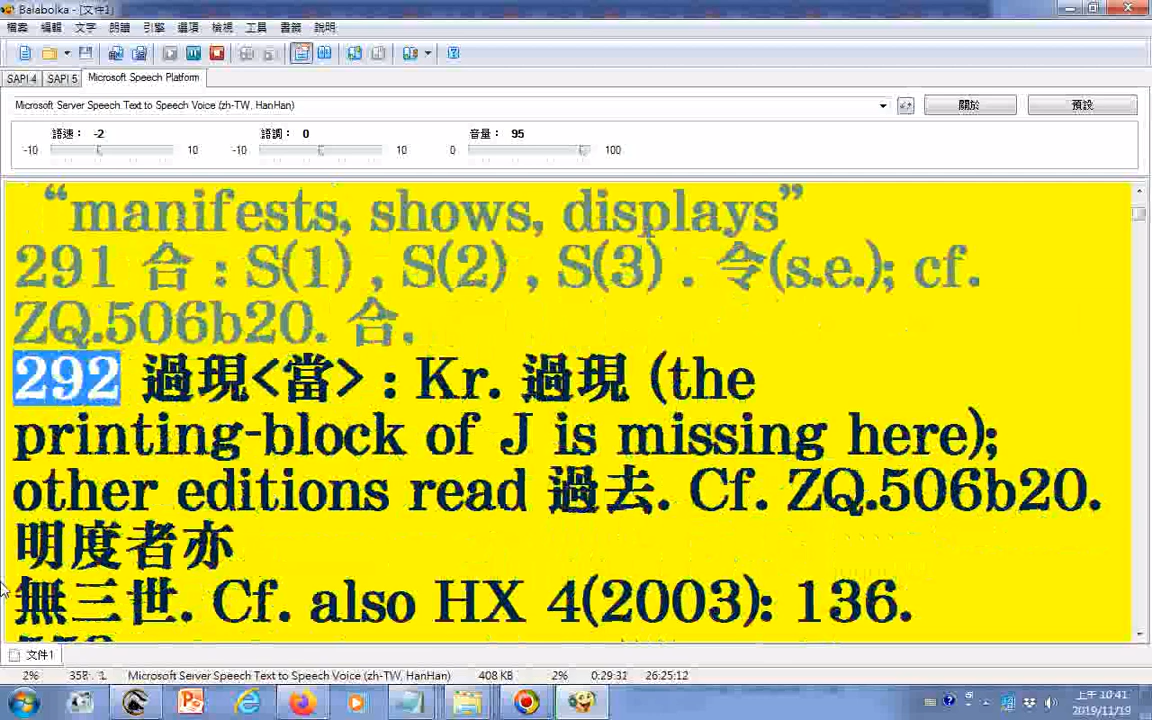 Balabolka - [文件1]
檔案 編輯 文字 朗讀 引擎 選項 檢視 工具 書籤 說明
SAPI 4 SAPI 5 Microsoft Speech Platform
Microsoft Server Speech Text to Speech Voice (zh-TW, HanHan) 關於 預設
語速： -2 語調： 0 音量： 95
-10 10 -10 10 0 100
“manifests, shows, displays”
291 合 : S(1) , S(2) , S(3) . 令(s.e.); cf.
ZQ.506b20. 合.
292 過現<當> : Kr. 過現 (the
printing-block of J is missing here);
other editions read 過去. Cf. ZQ.506b20.
明度者亦
無三世. Cf. also HX 4(2003): 136.
文件1
2% 358: 1 Microsoft Server Speech Text to Speech Voice (zh-TW, HanHan) 408 KB 2% 0:29:31 26:25:12
上午 10:41
2019/11/19